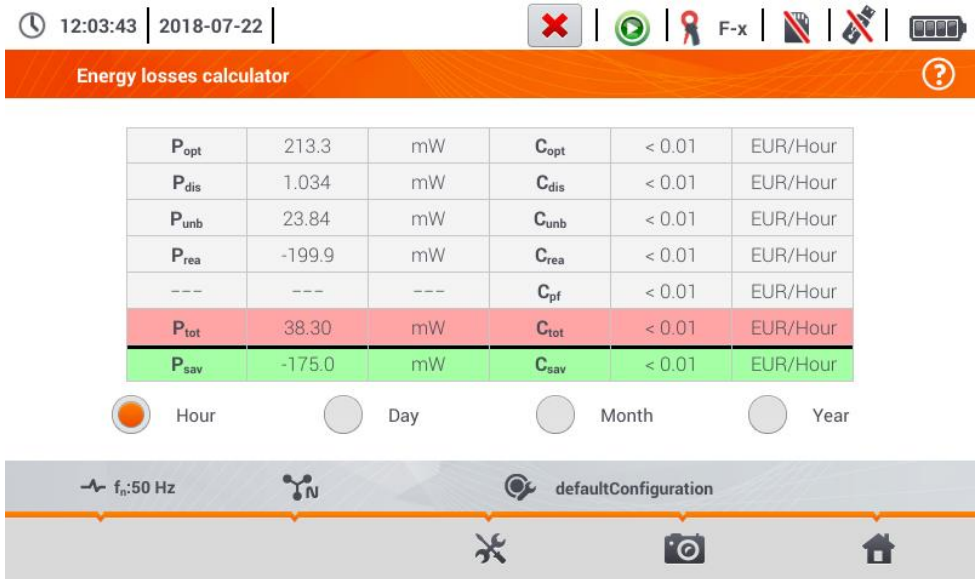 12:03:43 2018-07-22 F-x
Energy losses calculator ?
Popt 213.3 mW Copt < 0.01 EUR/Hour
Pdis 1.034 mW Cdis < 0.01 EUR/Hour
Punb 23.84 mW Cunb < 0.01 EUR/Hour
Prea -199.9 mW Crea < 0.01 EUR/Hour
--- --- --- Cpf < 0.01 EUR/Hour
Ptot 38.30 mW Ctot < 0.01 EUR/Hour
Psav -175.0 mW Csav < 0.01 EUR/Hour
Hour Day Month Year
fn:50 Hz N defaultConfiguration